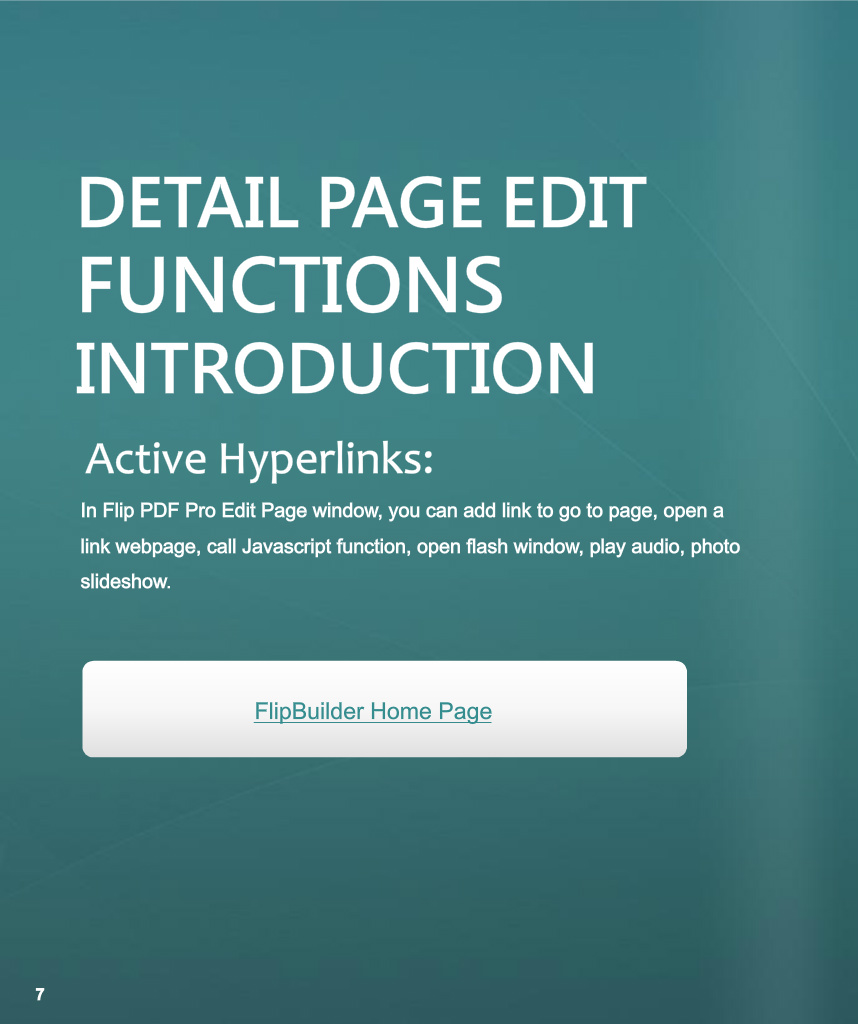 DETAIL PAGE EDIT
FUNCTIONS
INTRODUCTION
Active Hyperlinks:
In Flip PDF Pro Edit Page window, you can add link to go to page, open a
link webpage, call Javascript function, open flash window, play audio, photo
slideshow.
FlipBuilder Home Page
7